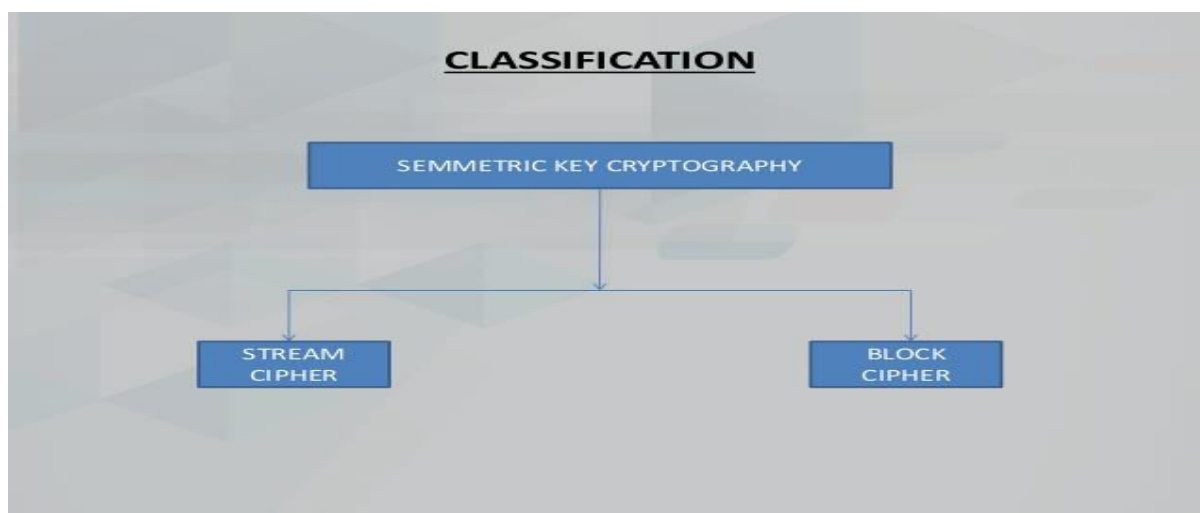 CLASSIFICATION
SEMMETRIC KEY CRYPTOGRAPHY
STREAM
CIPHER
BLOCK
CIPHER